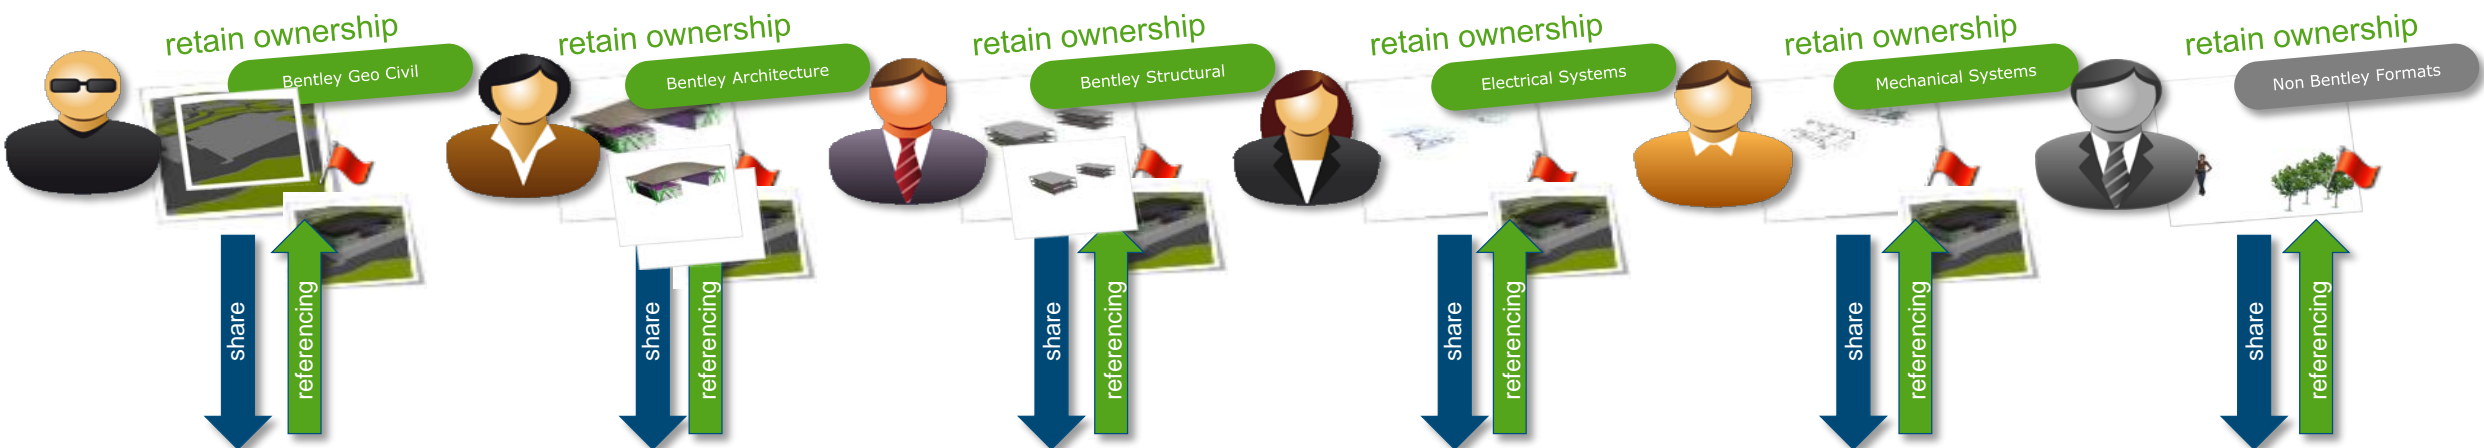 retain ownership
Bentley Geo Civil
share
referencing
retain ownership
Bentley Architecture
share
referencing
retain ownership
Bentley Structural
share
referencing
retain ownership
Electrical Systems
share
referencing
retain ownership
Mechanical Systems
share
referencing
retain ownership
Non Bentley Formats
share
referencing